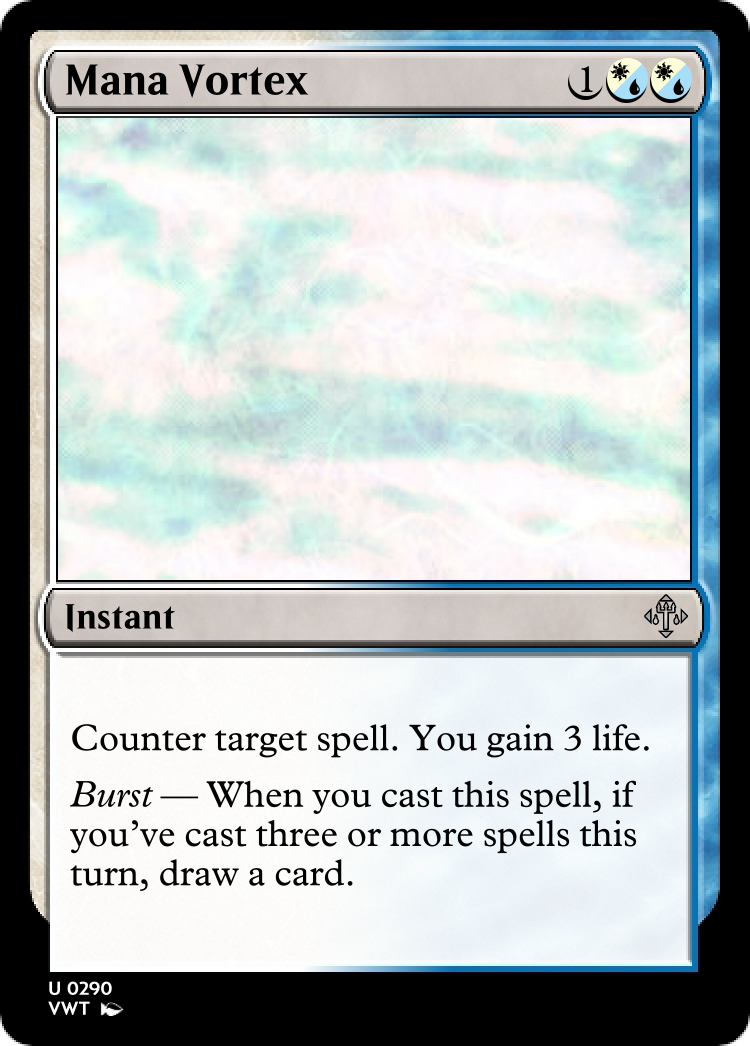 Mana Vortex 1
Instant
Counter target spell. You gain 3 life.
Burst — When you cast this spell, if
you've cast three or more spells this
turn, draw a card.
U 0290
VWT